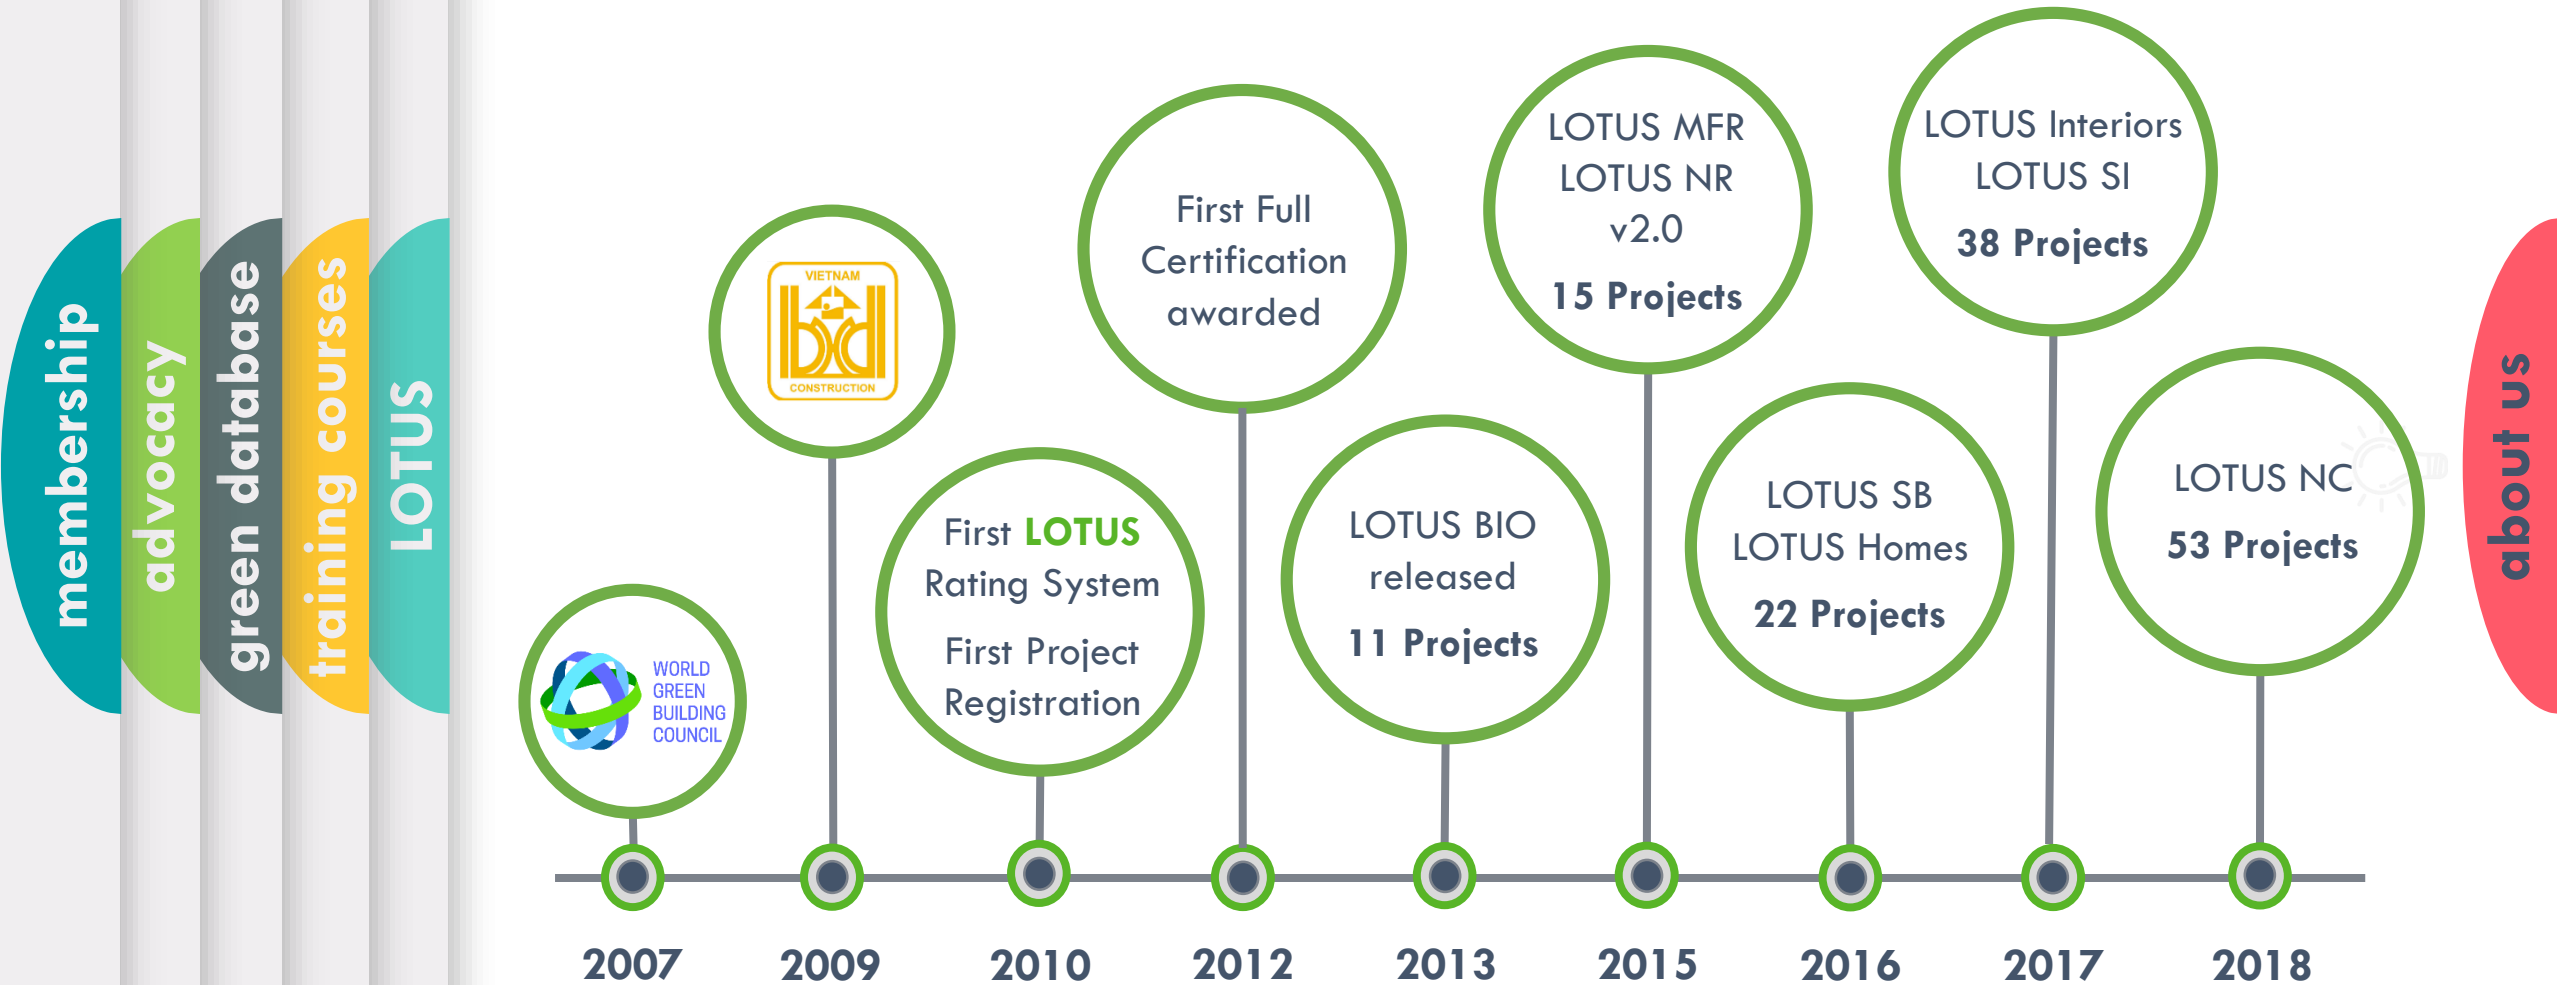 membership
advocacy
green database
training courses
LOTUS
WORLD
GREEN
BUILDING
COUNCIL
2007
VIETNAM
CONSTRUCTION
2009
First LOTUS
Rating System
First Project
Registration
2010
First Full
Certification
awarded
2012
LOTUS BIO
released
11 Projects
2013
LOTUS MFR
LOTUS NR
v2.0
15 Projects
2015
LOTUS SB
LOTUS Homes
22 Projects
2016
LOTUS Interiors
LOTUS SI
38 Projects
2017
LOTUS NC
53 Projects
2018
about us